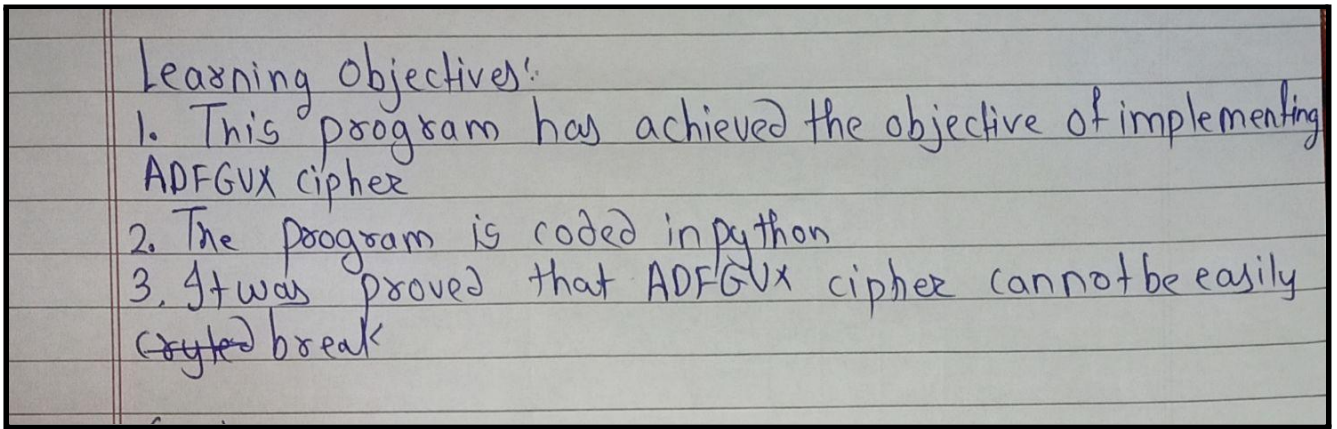 Learning Objectives:
1. This program has achieved the objective of implementing
ADFGVX cipher
2. The program is coded in python
3. It was proved that ADFGVX cipher cannot be easily
break